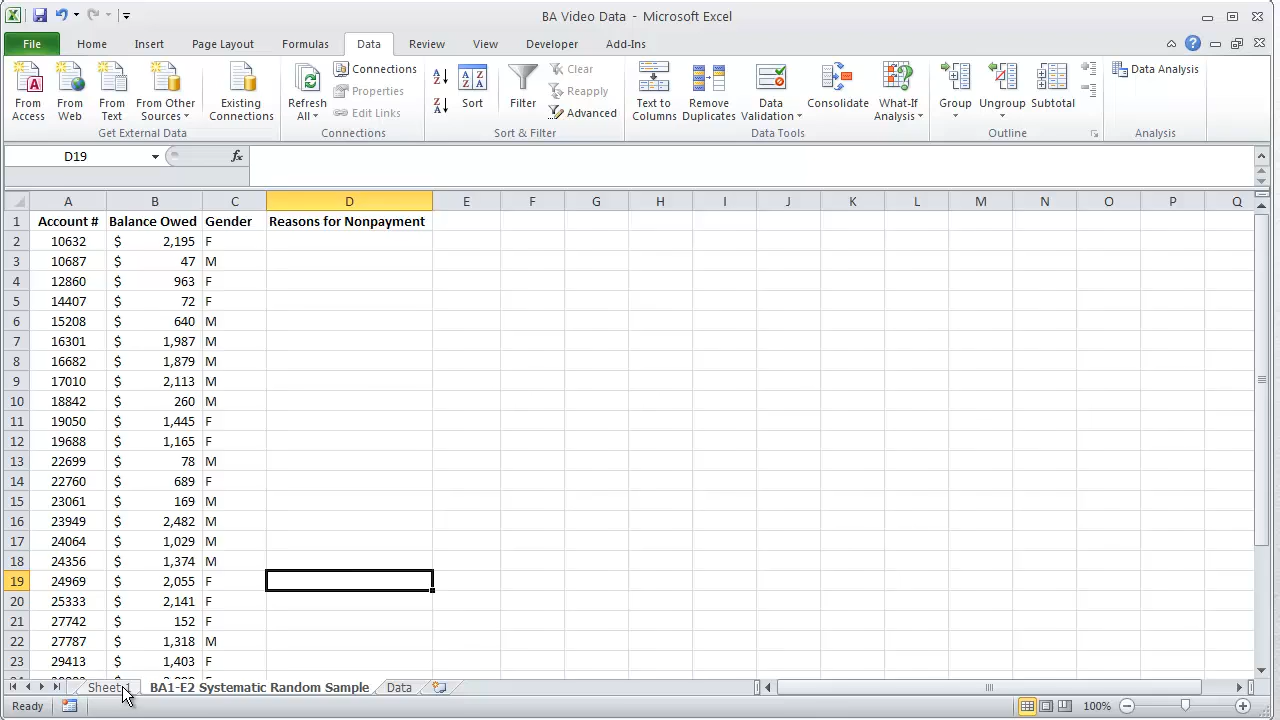 BA Video Data - Microsoft Excel
File Home Insert Page Layout Formulas Data Review View Developer Add-Ins
From Access
From Web
From Text
From Other Sources
Existing Connections
Get External Data
Refresh All
Connections
Properties
Edit Links
Connections
Sort
Filter
Clear
Reapply
Advanced
Sort & Filter
Text to Columns
Remove Duplicates
Data Validation
Consolidate
What-If Analysis
Data Tools
Group
Ungroup
Subtotal
Outline
Data Analysis
Analysis
D19 fx
A B C D E F G H I J K L M N O P Q
1 Account # Balance Owed Gender Reasons for Nonpayment
2 10632 $ 2,195 F
3 10687 $ 47 M
4 12860 $ 963 F
5 14407 $ 72 F
6 15208 $ 640 M
7 16301 $ 1,987 M
8 16682 $ 1,879 M
9 17010 $ 2,113 M
10 18842 $ 260 M
11 19050 $ 1,445 F
12 19688 $ 1,165 F
13 22699 $ 78 M
14 22760 $ 689 F
15 23061 $ 169 M
16 23949 $ 2,482 M
17 24064 $ 1,029 M
18 24356 $ 1,374 M
19 24969 $ 2,055 F
20 25333 $ 2,141 F
21 27742 $ 152 F
22 27787 $ 1,318 M
23 29413 $ 1,403 F
Sheet1 BA1-E2 Systematic Random Sample Data
Ready 100%